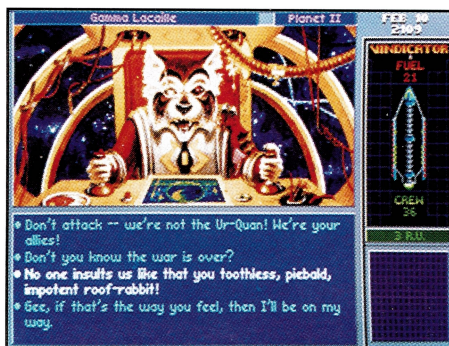 Gamma Lacaille
Planet II
FEB 10
VINDICATOR
FUEL
21
CREW
36
3 R.U.
• Don't attack -- we're not the Ur-Quan! We're your
allies!
• Don't you know the war is over?
• No one insults us like that you toothless, piebald,
impotent roof-rabbit!
• Gee, if that's the way you feel, then I'll be on my
way.